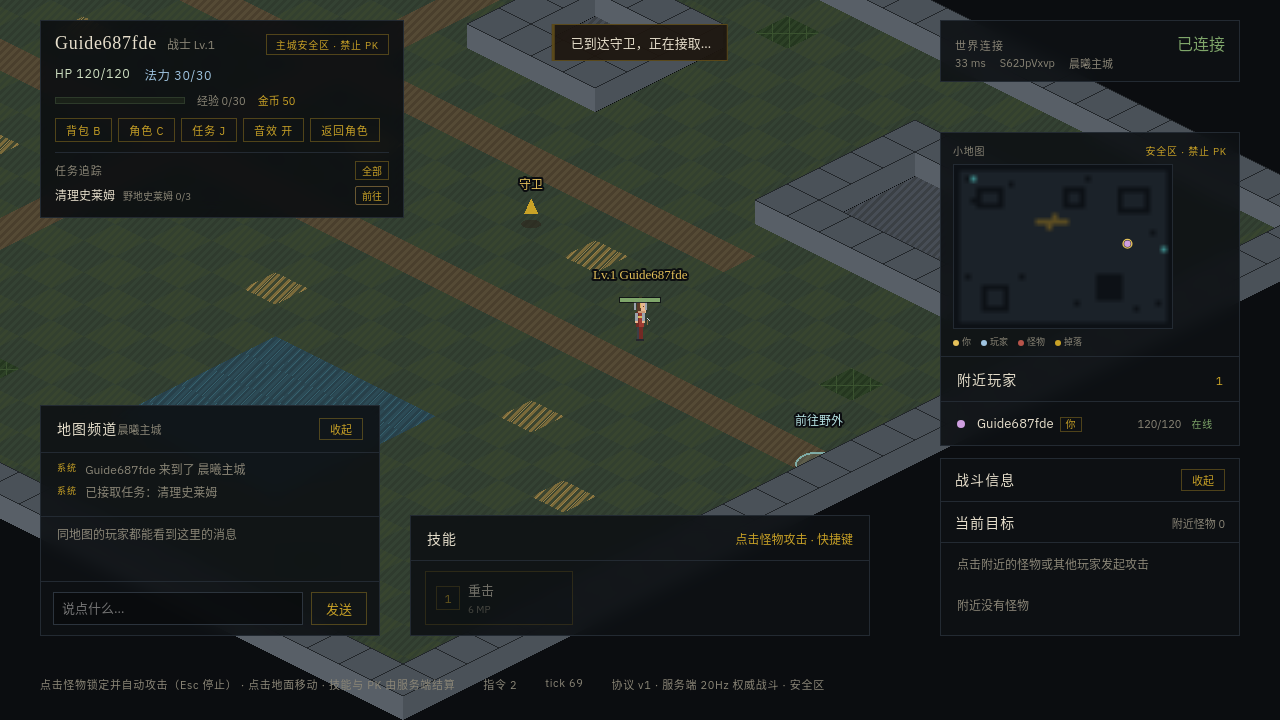 Guide687fde 战士 Lv.1 主城安全区 · 禁止 PK
HP 120/120 法力 30/30
经验 0/30 金币 50
背包 B 角色 C 任务 J 音效 开 返回角色
任务追踪 全部
清理史莱姆 野地史莱姆 0/3 前往
已到达守卫，正在接取...
世界连接 已连接
33 ms S62JpVxvp 晨曦主城
小地图 安全区 · 禁止 PK
你 玩家 怪物 掉落
附近玩家 1
Guide687fde 你 120/120 在线
守卫
Lv.1 Guide687fde
前往野外
地图频道 晨曦主城 收起
系统 Guide687fde 来到了 晨曦主城
系统 已接取任务：清理史莱姆
同地图的玩家都能看到这里的消息
说点什么... 发送
技能 点击怪物攻击 · 快捷键
1 重击
6 MP
战斗信息 收起
当前目标 附近怪物 0
点击附近的怪物或其他玩家发起攻击
附近没有怪物
点击怪物锁定并自动攻击（Esc 停止） · 点击地面移动 · 技能与 PK 由服务端结算 指令 2 tick 69 协议 v1 · 服务端 20Hz 权威战斗 · 安全区